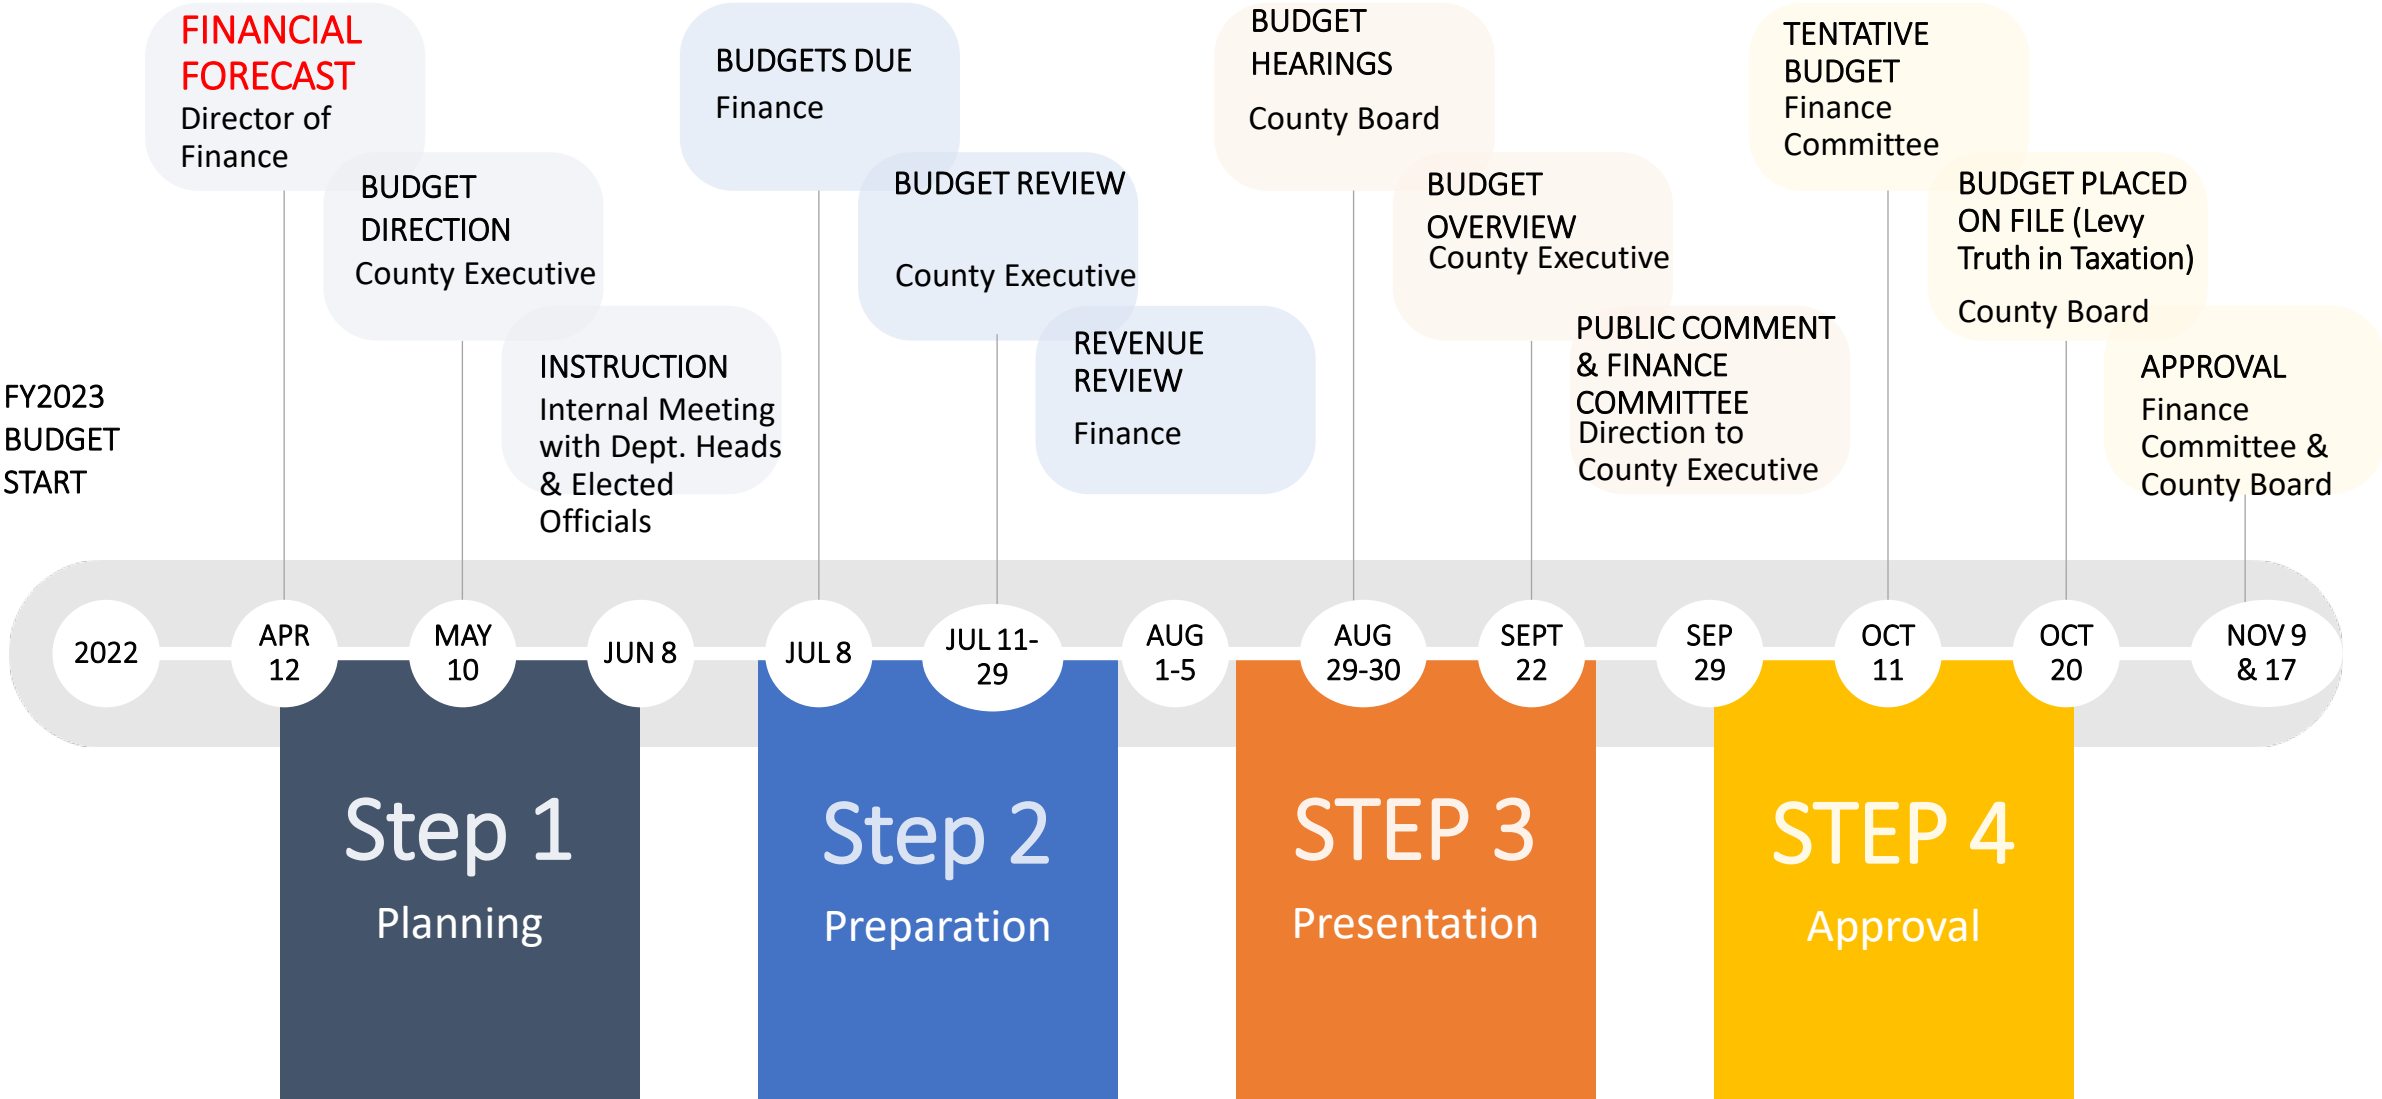 FINANCIAL
FORECAST
Director of
Finance
BUDGET
DIRECTION
County Executive
INSTRUCTION
Internal Meeting
with Dept. Heads
& Elected
Officials
BUDGETS DUE
Finance
BUDGET REVIEW
County Executive
REVENUE
REVIEW
Finance
BUDGET
HEARINGS
County Board
BUDGET
OVERVIEW
County Executive
PUBLIC COMMENT
& FINANCE
COMMITTEE
Direction to
County Executive
TENTATIVE
BUDGET
Finance
Committee
BUDGET PLACED
ON FILE (Levy
Truth in Taxation)
County Board
APPROVAL
Finance
Committee &
County Board
FY2023
BUDGET
START
2022
APR
12
MAY
10
JUN 8
JUL 8
JUL 11-
29
AUG
1-5
AUG
29-30
SEPT
22
SEP
29
OCT
11
OCT
20
NOV 9
& 17
Step 1
Planning
Step 2
Preparation
STEP 3
Presentation
STEP 4
Approval